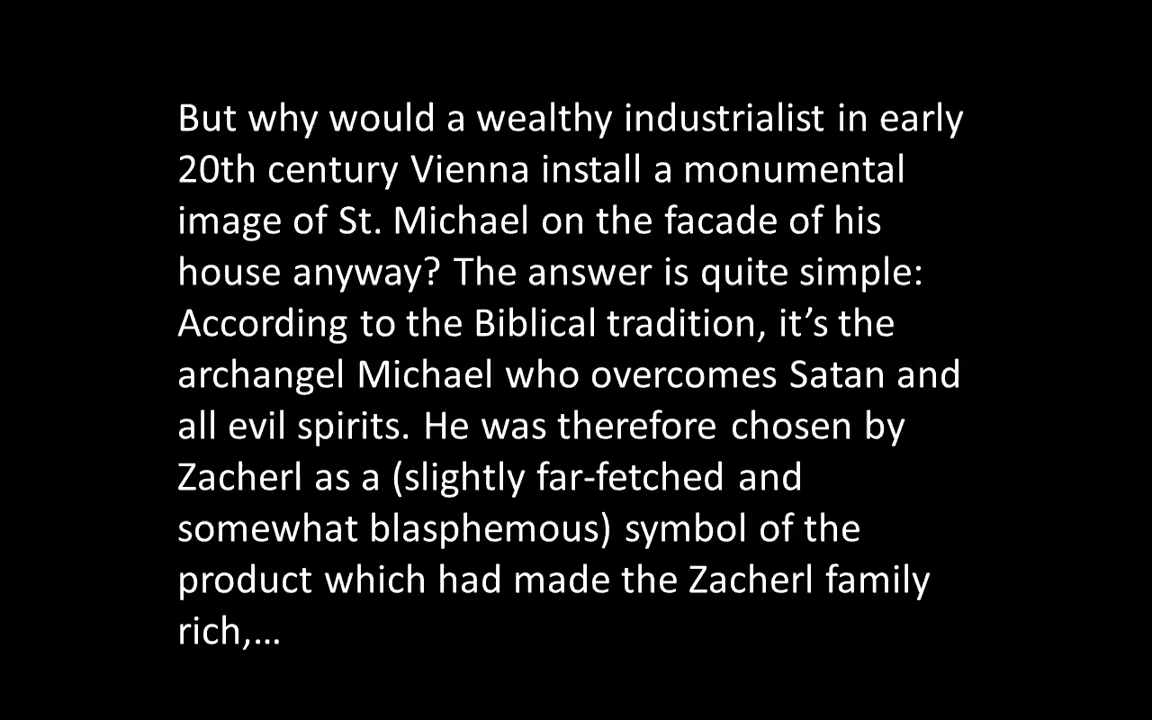 But why would a wealthy industrialist in early
20th century Vienna install a monumental
image of St. Michael on the facade of his
house anyway? The answer is quite simple:
According to the Biblical tradition, it’s the
archangel Michael who overcomes Satan and
all evil spirits. He was therefore chosen by
Zacherl as a (slightly far-fetched and
somewhat blasphemous) symbol of the
product which had made the Zacherl family
rich,…